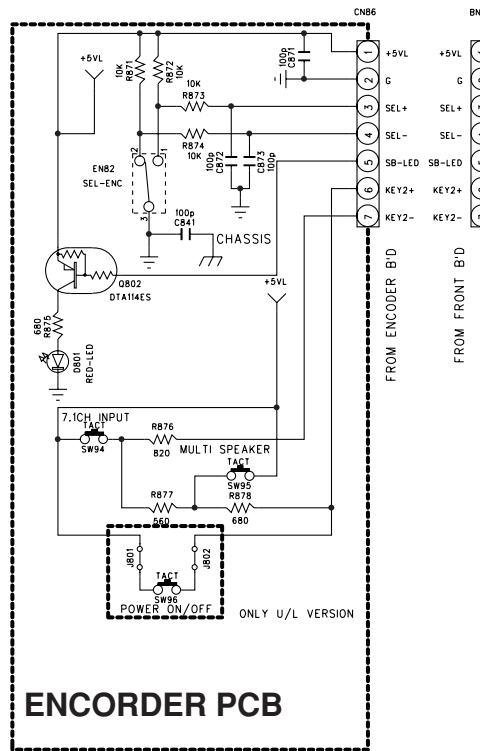 CN86
BN
+5VL
10K
R871
R872
10K
100p
C871
1
+5VL
+5VL
2
G
G
10K
R873
3
SEL+
SEL+
R874
10K
4
SEL-
SEL-
2
1
EN82
SEL-ENC
100p
C872
C873
100p
5
SB-LED
SB-LED
6
KEY2+
KEY2+
3
100p
C841
7
KEY2-
KEY2-
CHASSIS
FROM ENCODER B'D
FROM FRONT B'D
Q802
DTA114ES
+5VL
680
R875
D801
RED-LED
7.1CH INPUT
TACT
SW94
R876
820
MULTI SPEAKER
TACT
SW95
R877
560
R878
680
J801
J802
TACT
SW96
POWER ON/OFF
ONLY U/L VERSION
ENCORDER PCB